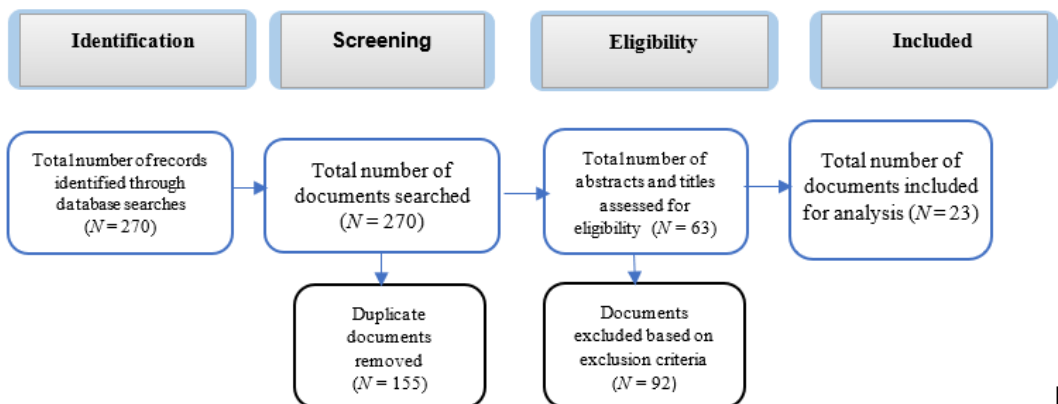 Identification
Screening
Eligibility
Included
Total number of records
identified through
database searches
(N = 270)
Total number of
documents searched
(N = 270)
Total number of
abstracts and titles
assessed for
eligibility (N = 63)
Total number of
documents included
for analysis (N = 23)
Duplicate
documents
removed
(N = 155)
Documents
excluded based on
exclusion criteria
(N = 92)